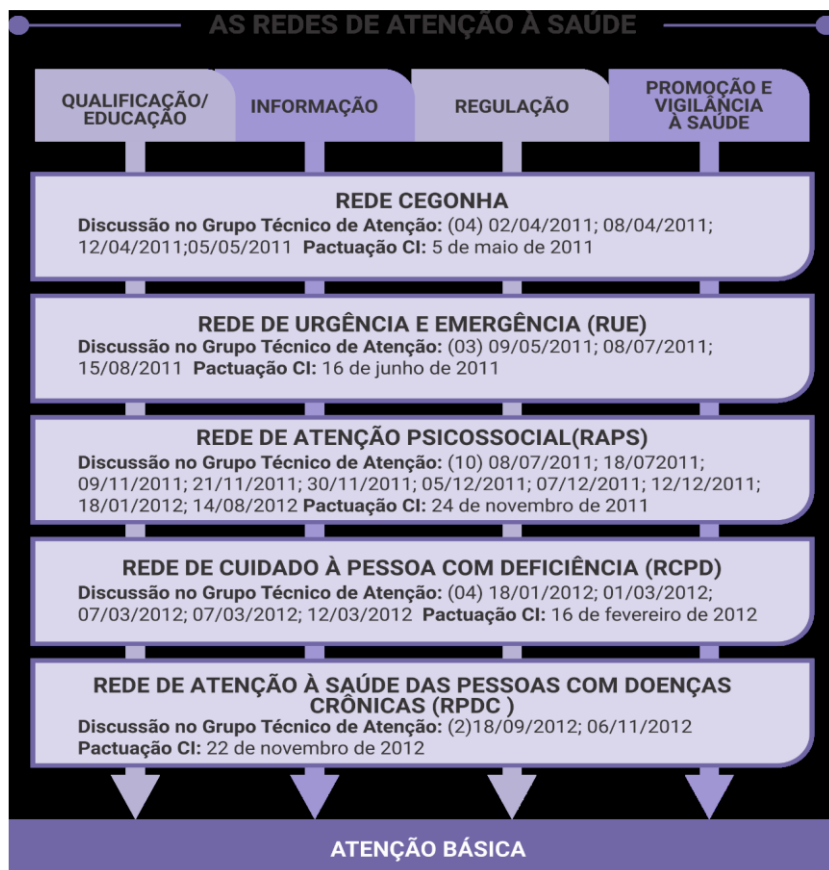 AS REDES DE ATENÇÃO À SAÚDE
QUALIFICAÇÃO/
EDUCAÇÃO
INFORMAÇÃO
REGULAÇÃO
PROMOÇÃO E
VIGILÂNCIA
À SAÚDE
REDE CEGONHA
Discussão no Grupo Técnico de Atenção: (04) 02/04/2011; 08/04/2011;
12/04/2011;05/05/2011 Pactuação CI: 5 de maio de 2011
REDE DE URGÊNCIA E EMERGÊNCIA (RUE)
Discussão no Grupo Técnico de Atenção: (03) 09/05/2011; 08/07/2011;
15/08/2011 Pactuação CI: 16 de junho de 2011
REDE DE ATENÇÃO PSICOSSOCIAL(RAPS)
Discussão no Grupo Técnico de Atenção: (10) 08/07/2011; 18/072011;
09/11/2011; 21/11/2011; 30/11/2011; 05/12/2011; 07/12/2011; 12/12/2011;
18/01/2012; 14/08/2012 Pactuação CI: 24 de novembro de 2011
REDE DE CUIDADO À PESSOA COM DEFICIÊNCIA (RCPD)
Discussão no Grupo Técnico de Atenção: (04) 18/01/2012; 01/03/2012;
07/03/2012; 07/03/2012; 12/03/2012 Pactuação CI: 16 de fevereiro de 2012
REDE DE ATENÇÃO À SAÚDE DAS PESSOAS COM DOENÇAS
CRÔNICAS (RPDC )
Discussão no Grupo Técnico de Atenção: (2)18/09/2012; 06/11/2012
Pactuação CI: 22 de novembro de 2012
ATENÇÃO BÁSICA